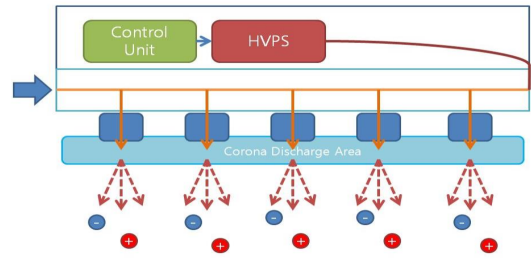 Control
Unit
HVPS
Corona Discharge Area
-
-
-
-
-
+
+
+
+
+